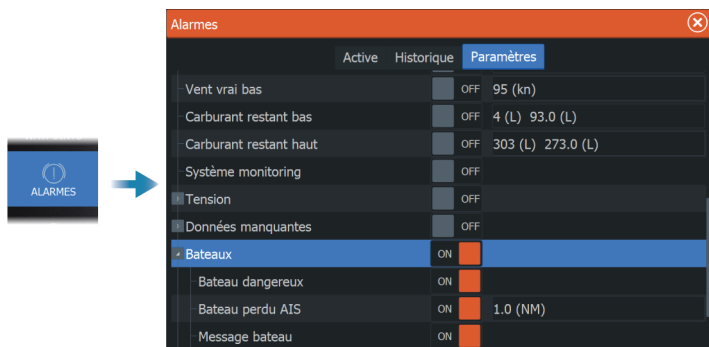 Alarmes
Active Historique Paramètres
Vent vrai bas OFF 95 (kn)
Carburant restant bas OFF 4 (L) 93.0 (L)
Carburant restant haut OFF 303 (L) 273.0 (L)
Système monitoring OFF
ALARMES
Tension OFF
Données manquantes OFF
Bateaux ON
Bateau dangereux ON
Bateau perdu AIS ON 1.0 (NM)
Message bateau ON